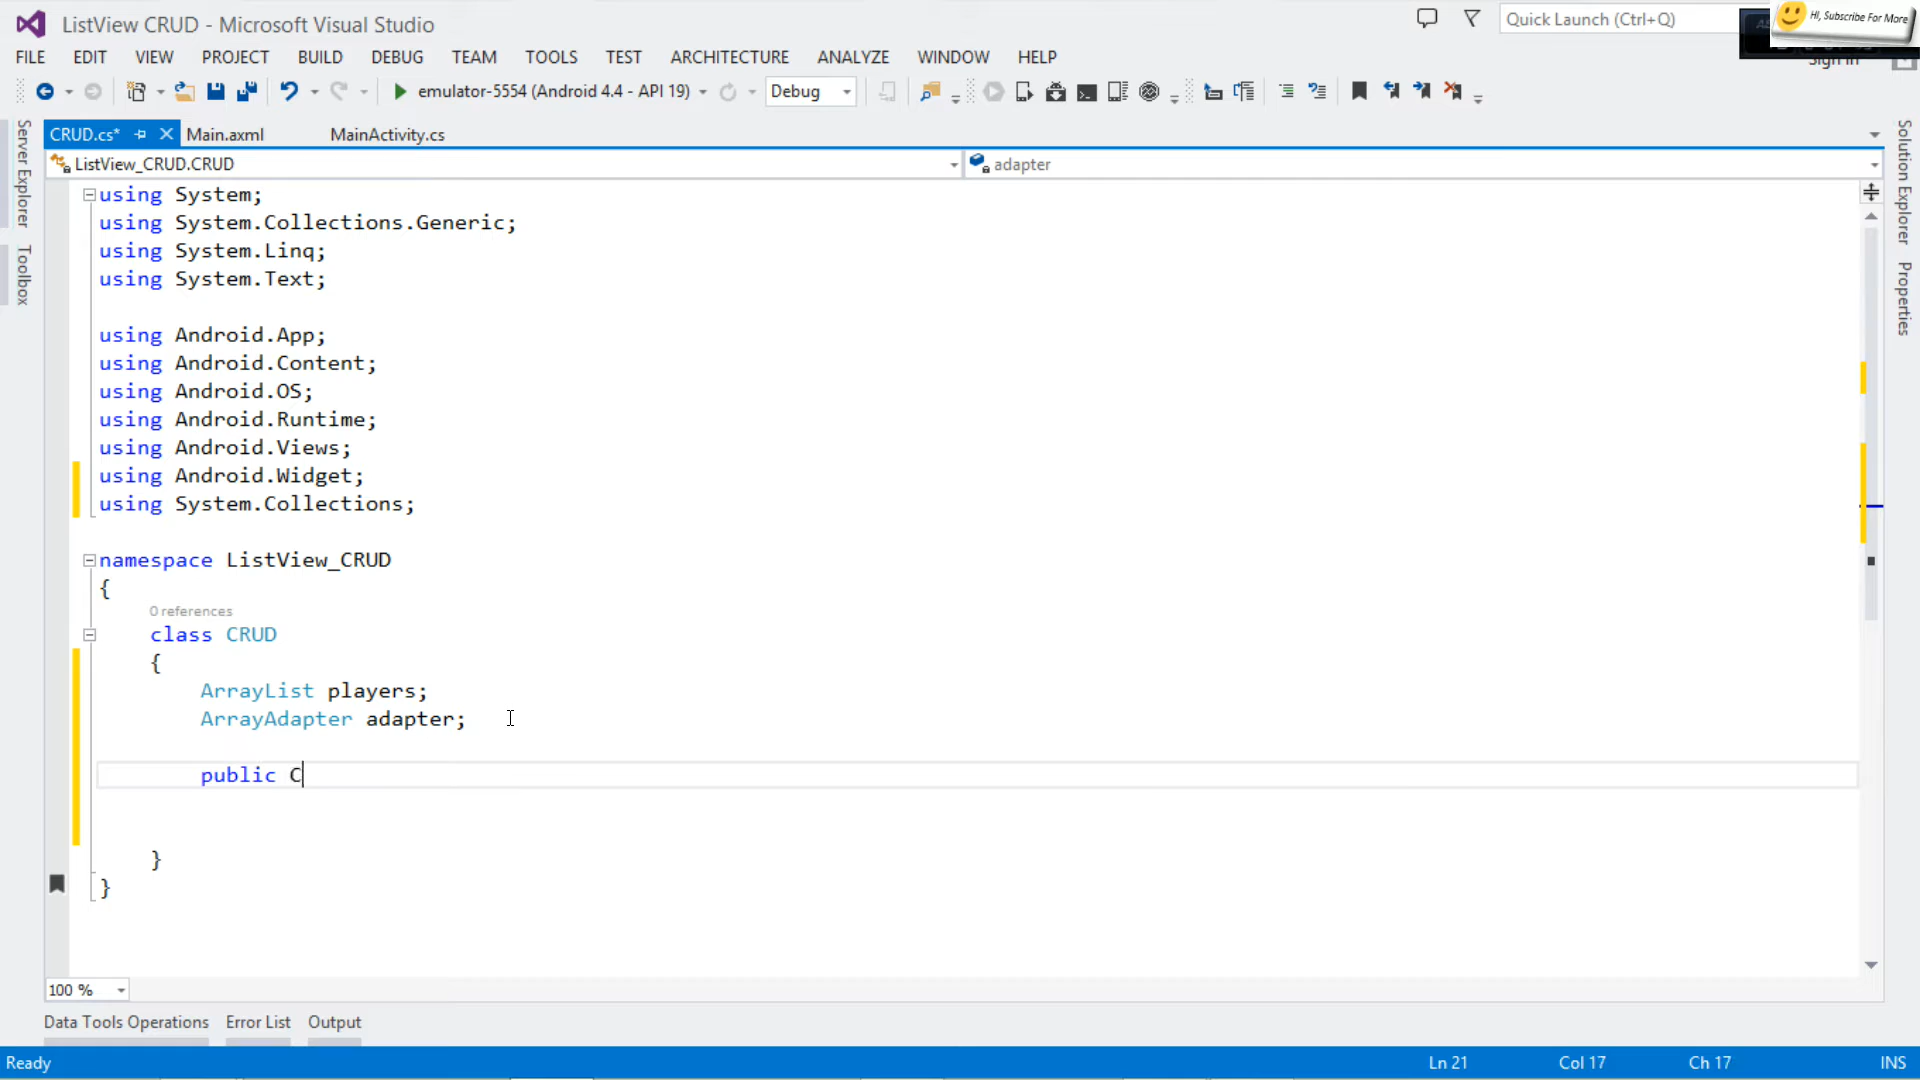 ListView CRUD - Microsoft Visual Studio
Quick Launch (Ctrl+Q)
HI, Subscribe For More
FILE EDIT VIEW PROJECT BUILD DEBUG TEAM TOOLS TEST ARCHITECTURE ANALYZE WINDOW HELP
Sign in
emulator-5554 (Android 4.4 - API 19)
Debug
Server Explorer
Toolbox
CRUD.cs* Main.axml MainActivity.cs
ListView_CRUD.CRUD
adapter
using System;
using System.Collections.Generic;
using System.Linq;
using System.Text;
using Android.App;
using Android.Content;
using Android.OS;
using Android.Runtime;
using Android.Views;
using Android.Widget;
using System.Collections;
namespace ListView_CRUD
{
0 references
class CRUD
{
ArrayList players;
ArrayAdapter adapter;
public C
}
}
Solution Explorer
Properties
100 %
Data Tools Operations Error List Output
Ready
Ln 21 Col 17 Ch 17 INS